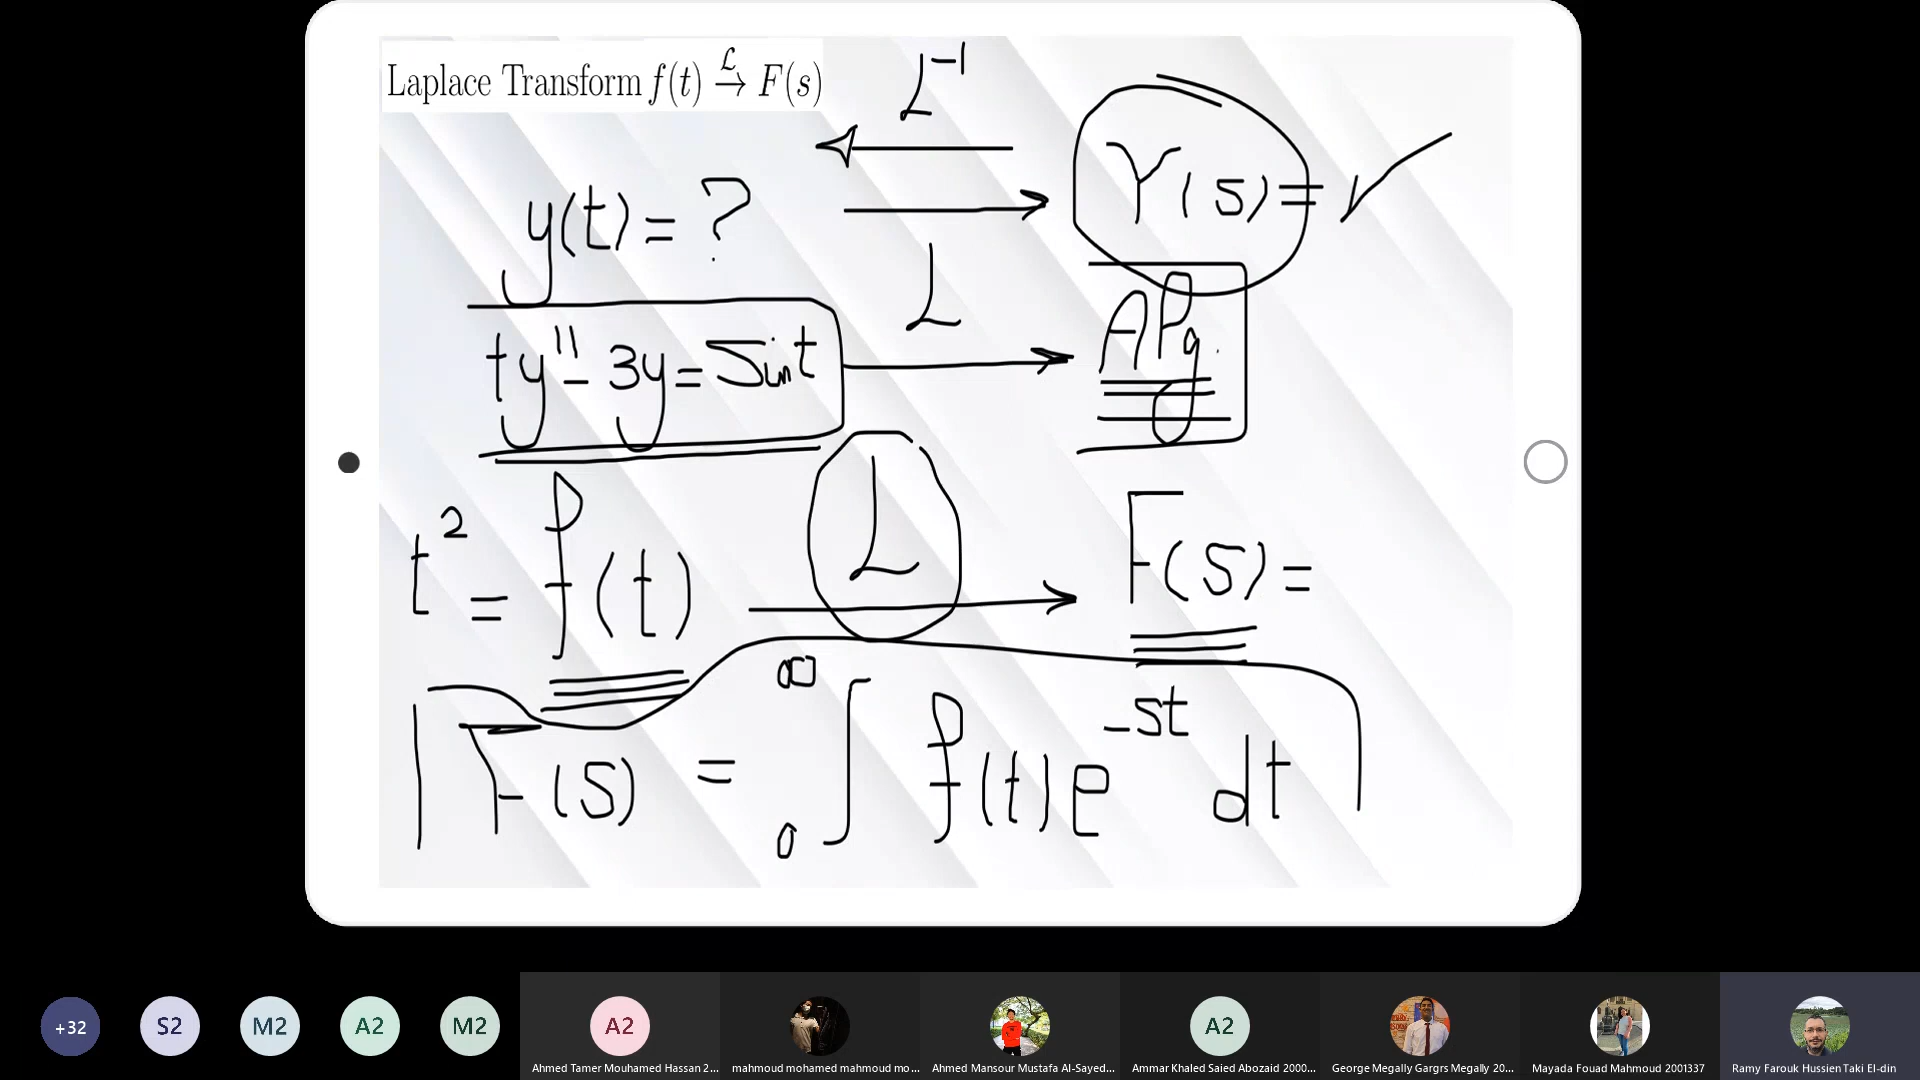 Laplace Transform f(t) →ℒ F(s)
L⁻¹
y(t) = ?
Y(s) = ✓
L
ty'' - 3y = Sint
Alg.
t² = f(t)
L
F(s) =
F(s) = ∫₀^∞ f(t) e^-st dt
+32
S2
M2
A2
M2
A2
Ahmed Tamer Mouhamed Hassan 2...
mahmoud mohamed mahmoud mo...
Ahmed Mansour Mustafa Al-Sayed...
A2
Ammar Khaled Saied Abozaid 2000...
George Megally Gargrs Megally 20...
Mayada Fouad Mahmoud 2001337
Ramy Farouk Hussien Taki El-din